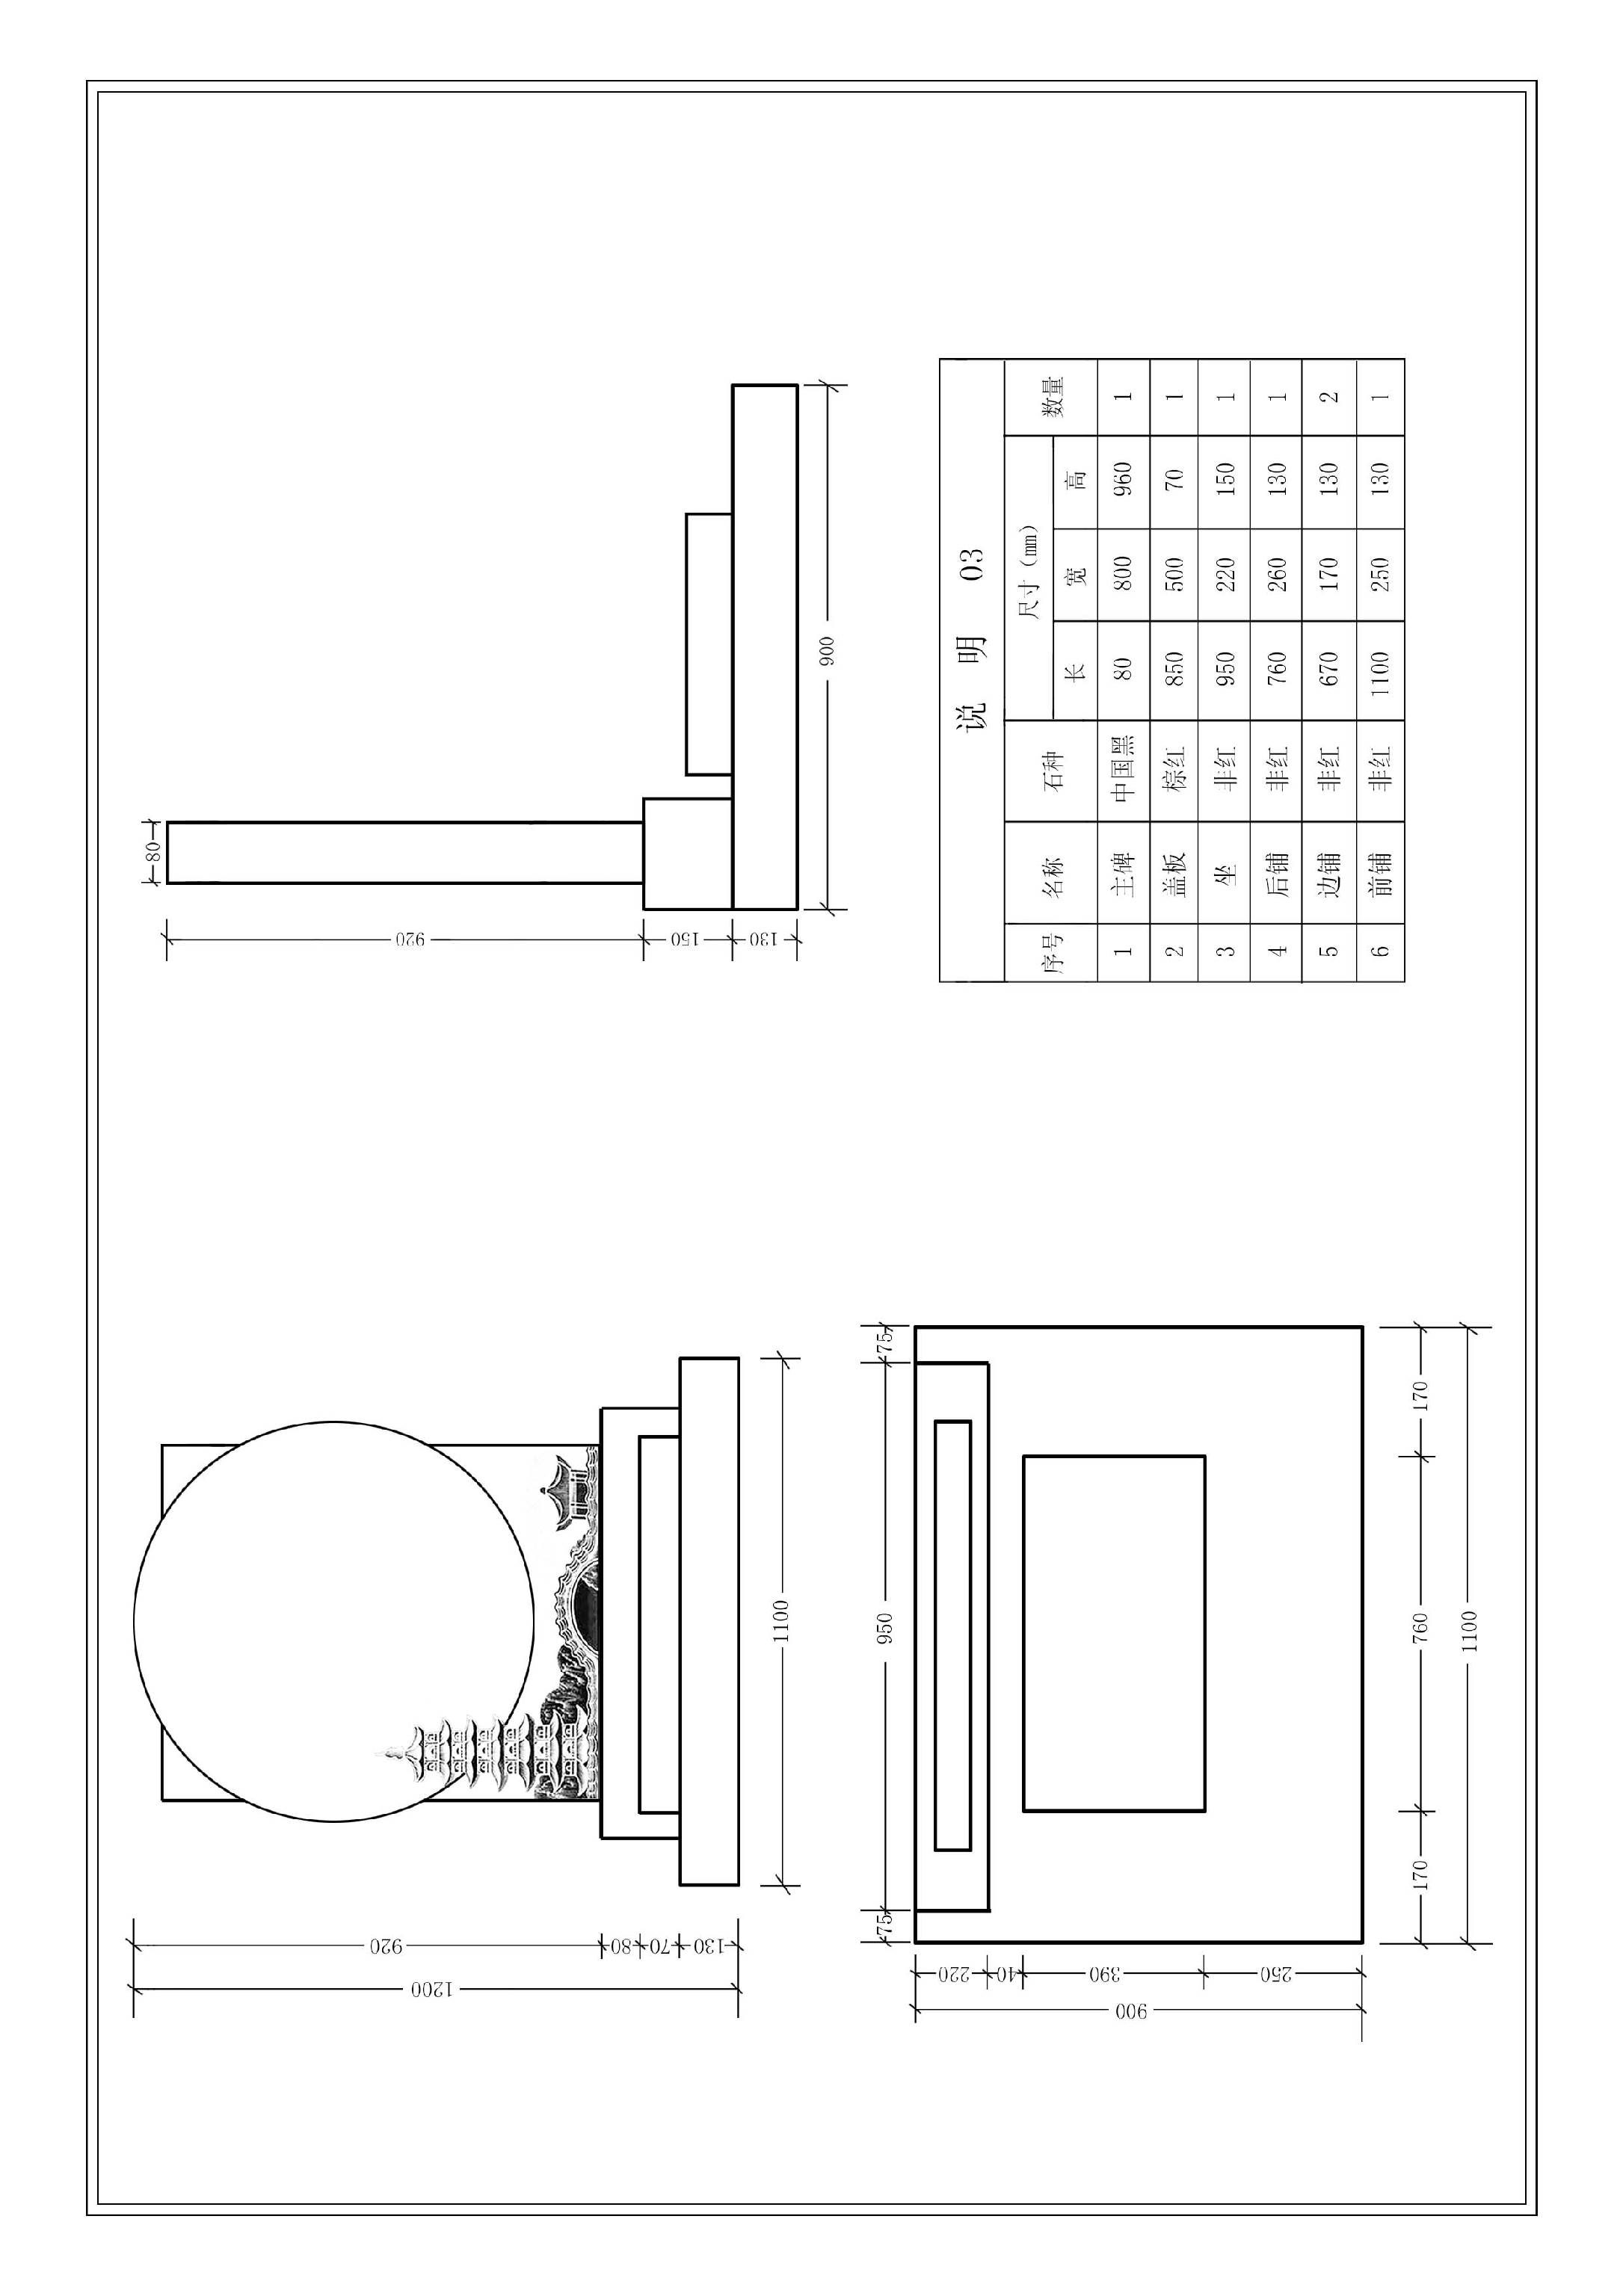 920
80
70
130
1200
1100
920
150
130
80
900
75
950
75
220
40
390
250
900
170
760
170
1100
说 明 03
序号 名称 石种 尺寸（mm） 数量
长 宽 高
1 主碑 中国黑 80 800 960 1
2 盖板 棕红 850 500 70 1
3 坐 非红 950 220 150 1
4 后铺 非红 760 260 130 1
5 边铺 非红 670 170 130 2
6 前铺 非红 1100 250 130 1